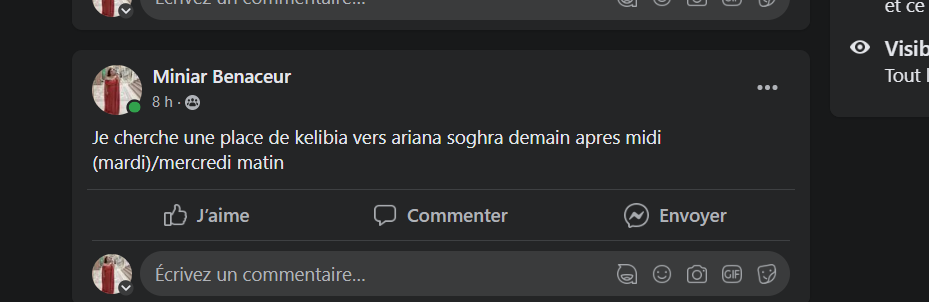 Écrivez un commentaire...
et ce
Miniar Benaceur
8 h ·
Visib
Tout l
Je cherche une place de kelibia vers ariana soghra demain apres midi
(mardi)/mercredi matin
J'aime
Commenter
Envoyer
Écrivez un commentaire...
GIF